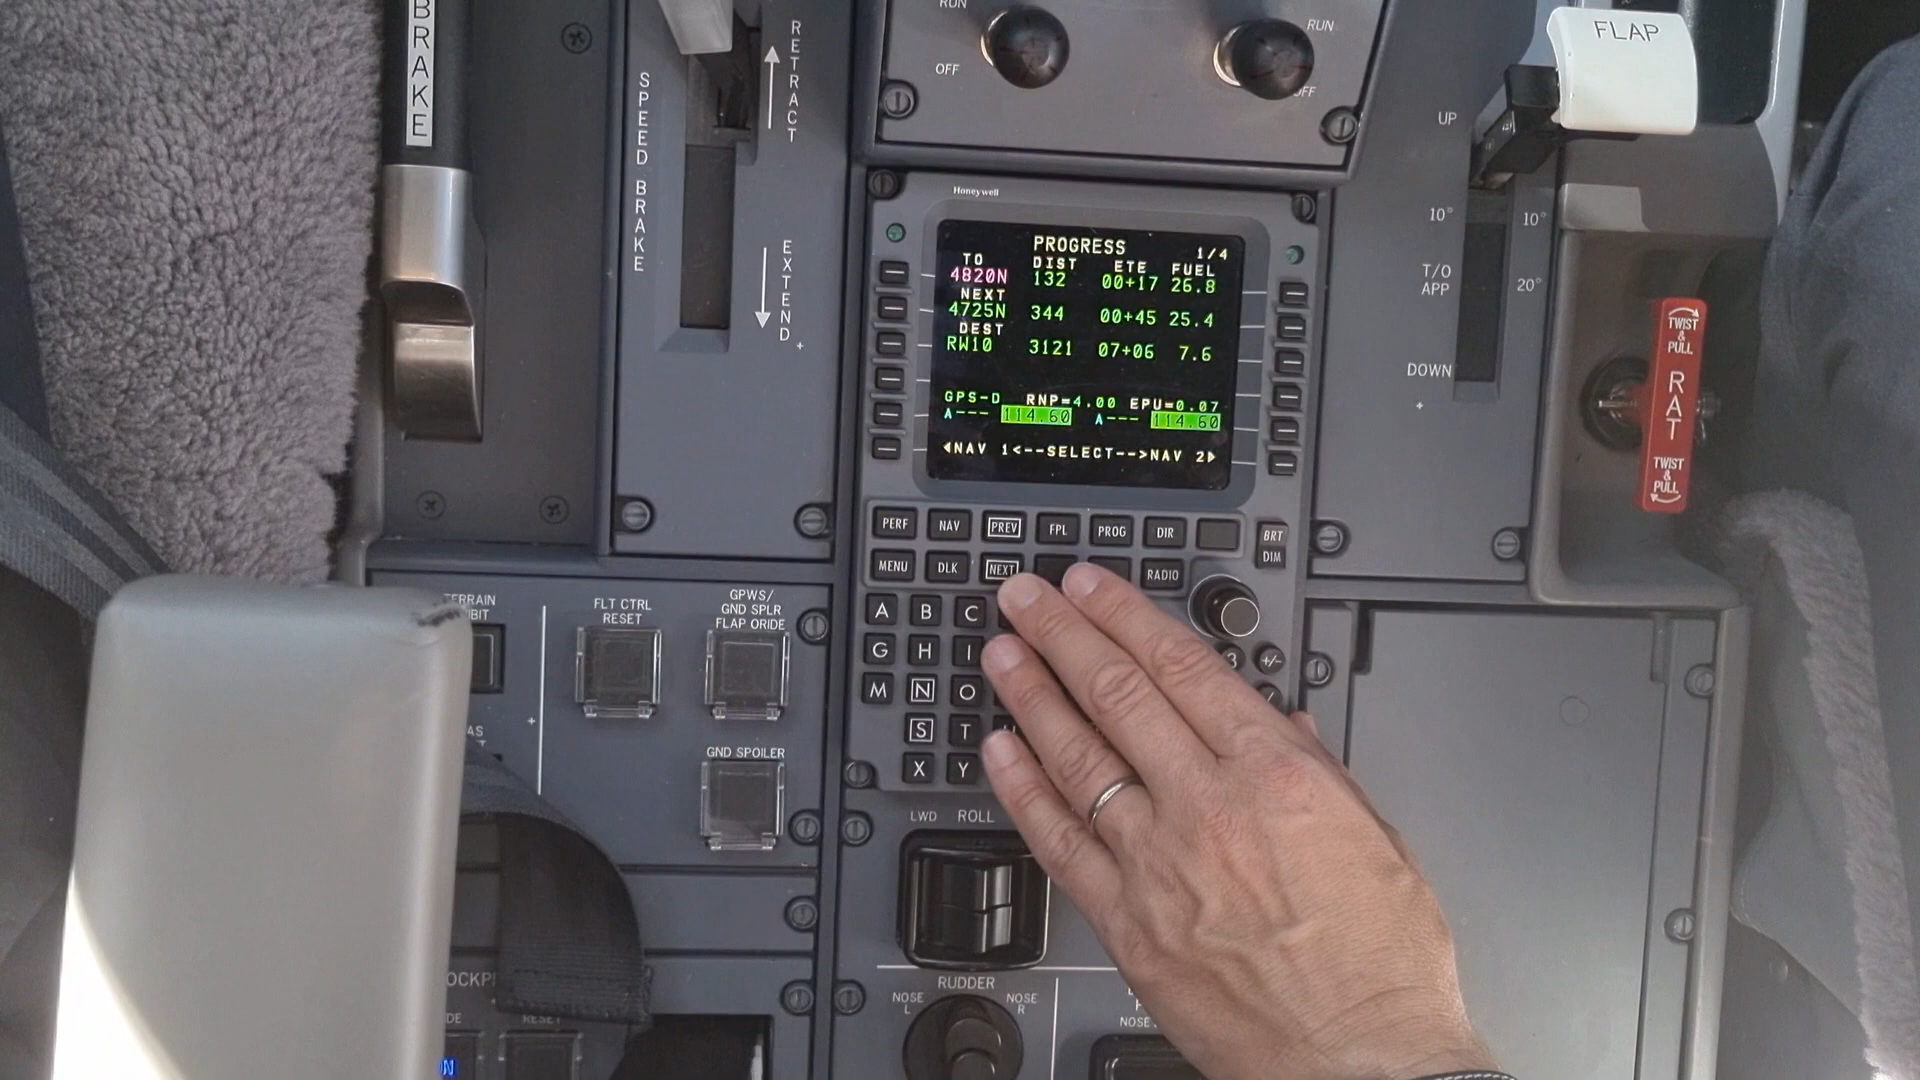 BRAKE
SPEED BRAKE
RETRACT
EXTEND
RUN
OFF
RUN
FLAP
UP
10° 10°
T/O
APP
20°
DOWN
TWIST
&
PULL
RAT
TWIST
&
PULL
Honeywell
PROGRESS 1/4
TO DIST ETE FUEL
4820N 132 00+17 26.8
NEXT
4725N 344 00+45 25.4
DEST
RW10 3121 07+06 7.6
GPS-D RNP=4.00 EPU=0.07
A--- 114.60 A--- 114.60
◀NAV 1<--SELECT-->NAV 2▶
PERF NAV PREV FPL PROG DIR
BRT
DIM
MENU DLK NEXT RADIO
A B C
G H I
3 +/-
M N O
S T
X Y
TERRAIN
FLT CTRL
RESET
GPWS/
GND SPLR
FLAP ORIDE
GND SPOILER
LWD ROLL
RUDDER
NOSE
L
NOSE
R
NOSE
RESET